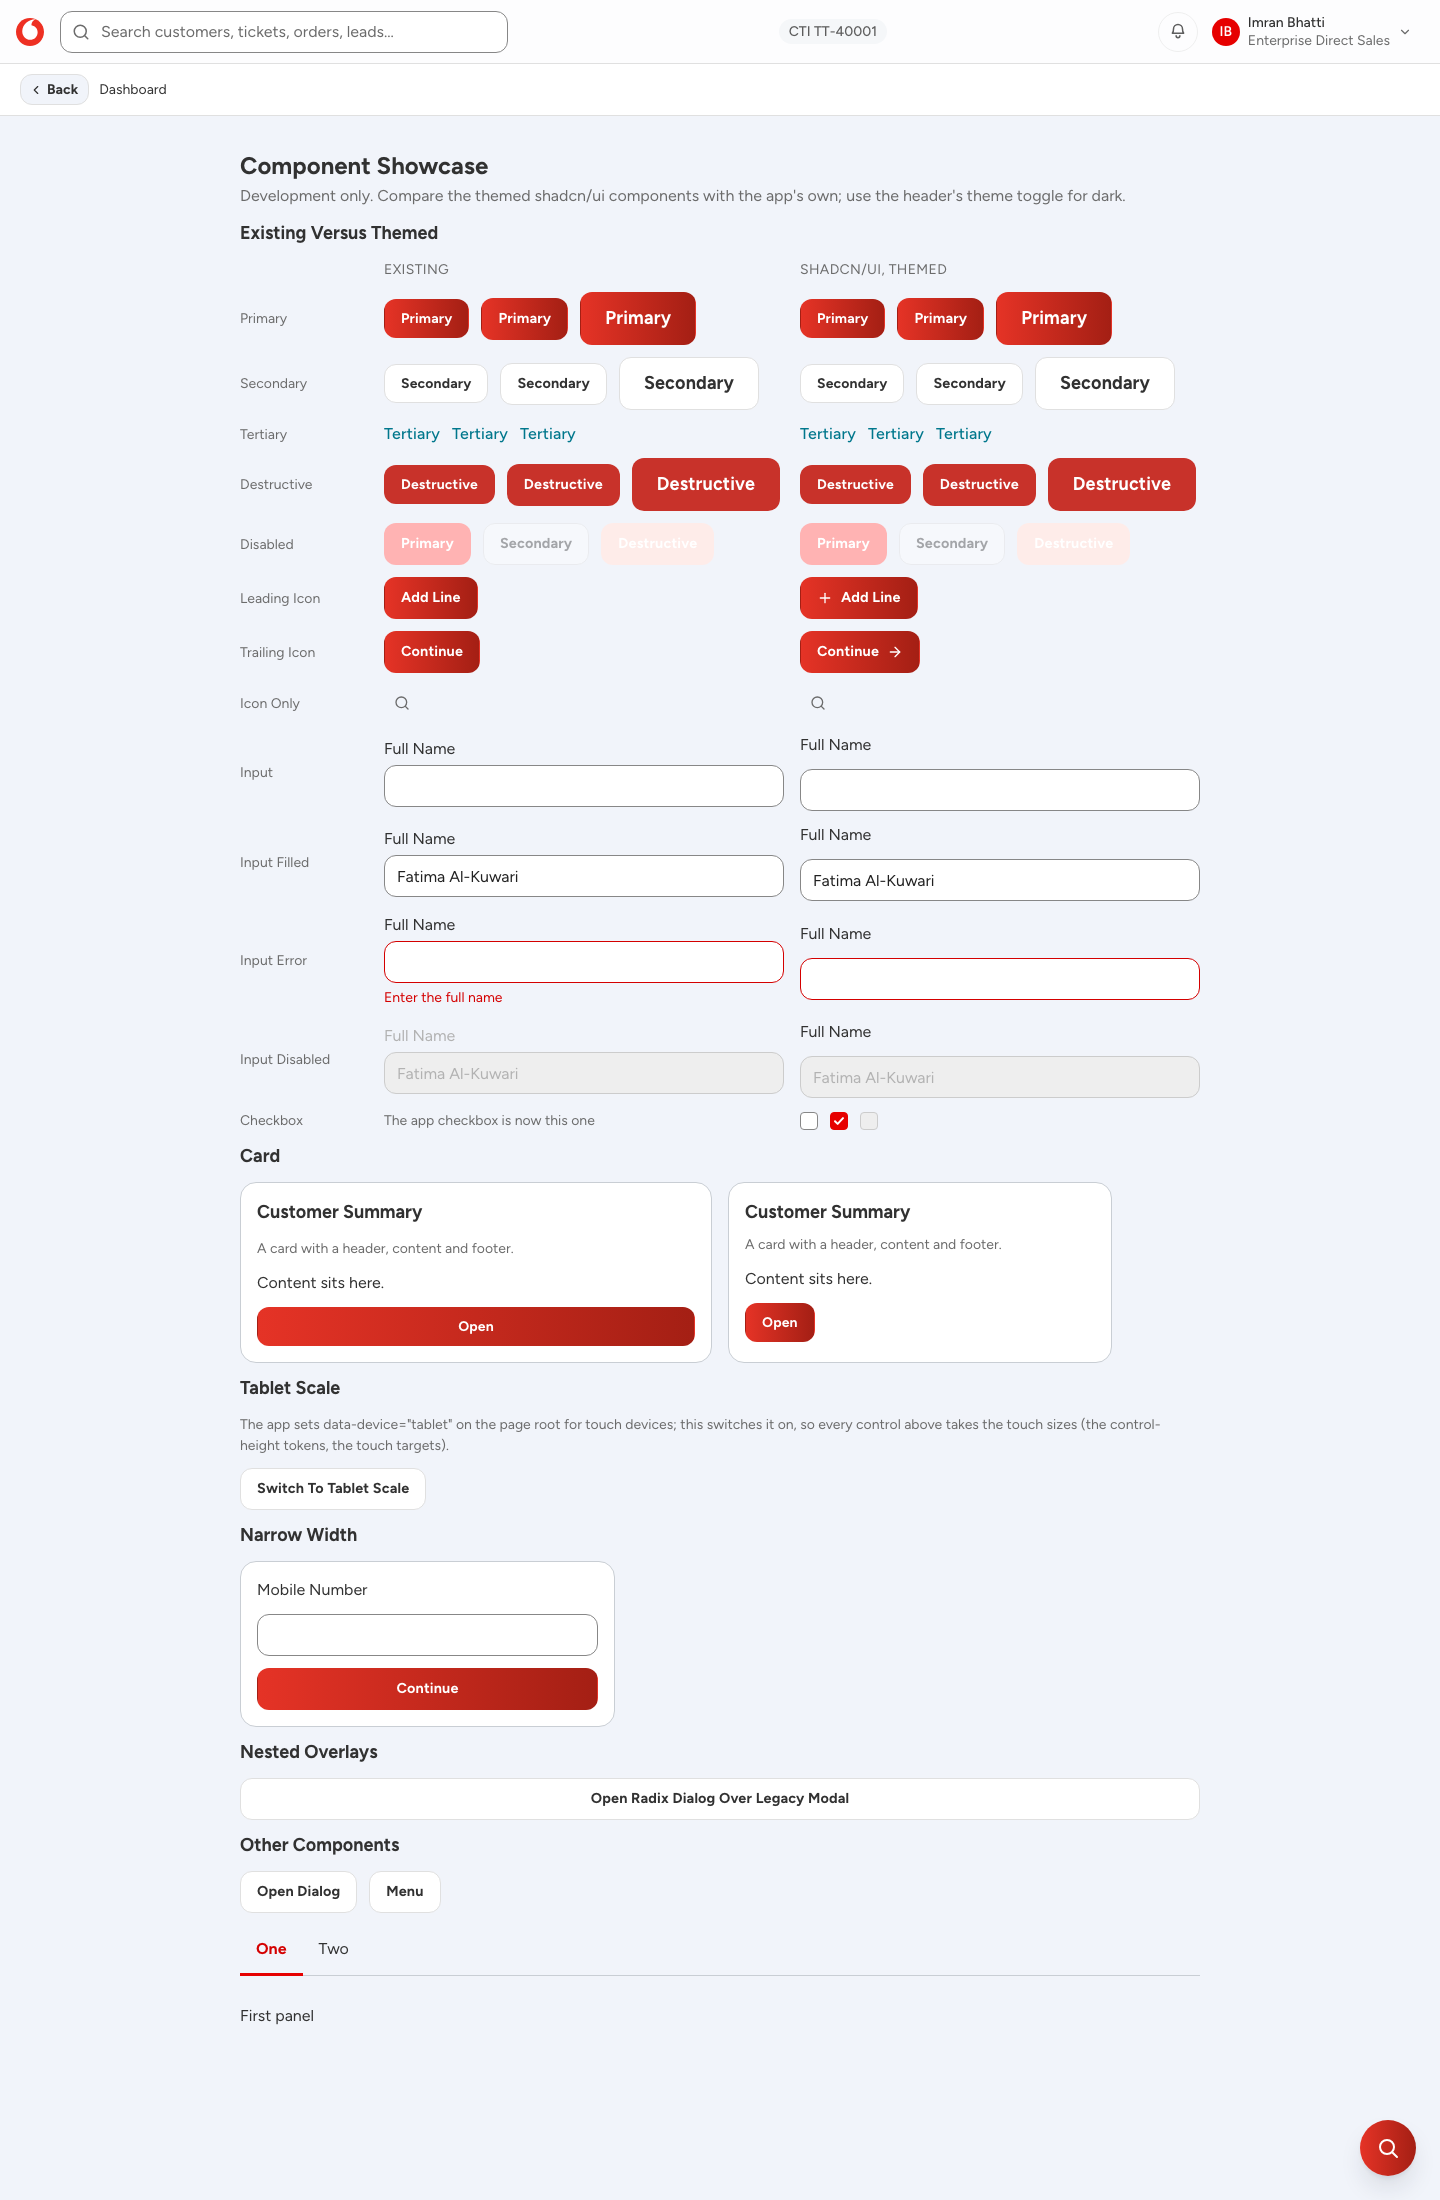 Search customers, tickets, orders, leads...
CTI TT-40001
IB
Imran Bhatti
Enterprise Direct Sales
Back
Dashboard
Component Showcase
Development only. Compare the themed shadcn/ui components with the app's own; use the header's theme toggle for dark.
Existing Versus Themed
EXISTING SHADCN/UI, THEMED
Primary Primary Primary Primary Primary Primary Primary
Secondary Secondary Secondary Secondary Secondary Secondary Secondary
Tertiary Tertiary Tertiary Tertiary Tertiary Tertiary Tertiary
Destructive Destructive Destructive Destructive Destructive Destructive Destructive
Disabled Primary Secondary Destructive Primary Secondary Destructive
Leading Icon Add Line Add Line
Trailing Icon Continue Continue
Icon Only
Input Full Name Full Name
Input Filled Full Name Full Name
Fatima Al-Kuwari Fatima Al-Kuwari
Input Error Full Name Full Name
Enter the full name
Input Disabled Full Name Full Name
Fatima Al-Kuwari Fatima Al-Kuwari
Checkbox The app checkbox is now this one
Card
Customer Summary
A card with a header, content and footer.
Content sits here.
Open
Customer Summary
A card with a header, content and footer.
Content sits here.
Open
Tablet Scale
The app sets data-device="tablet" on the page root for touch devices; this switches it on, so every control above takes the touch sizes (the control-
height tokens, the touch targets).
Switch To Tablet Scale
Narrow Width
Mobile Number
Continue
Nested Overlays
Open Radix Dialog Over Legacy Modal
Other Components
Open Dialog Menu
One Two
First panel